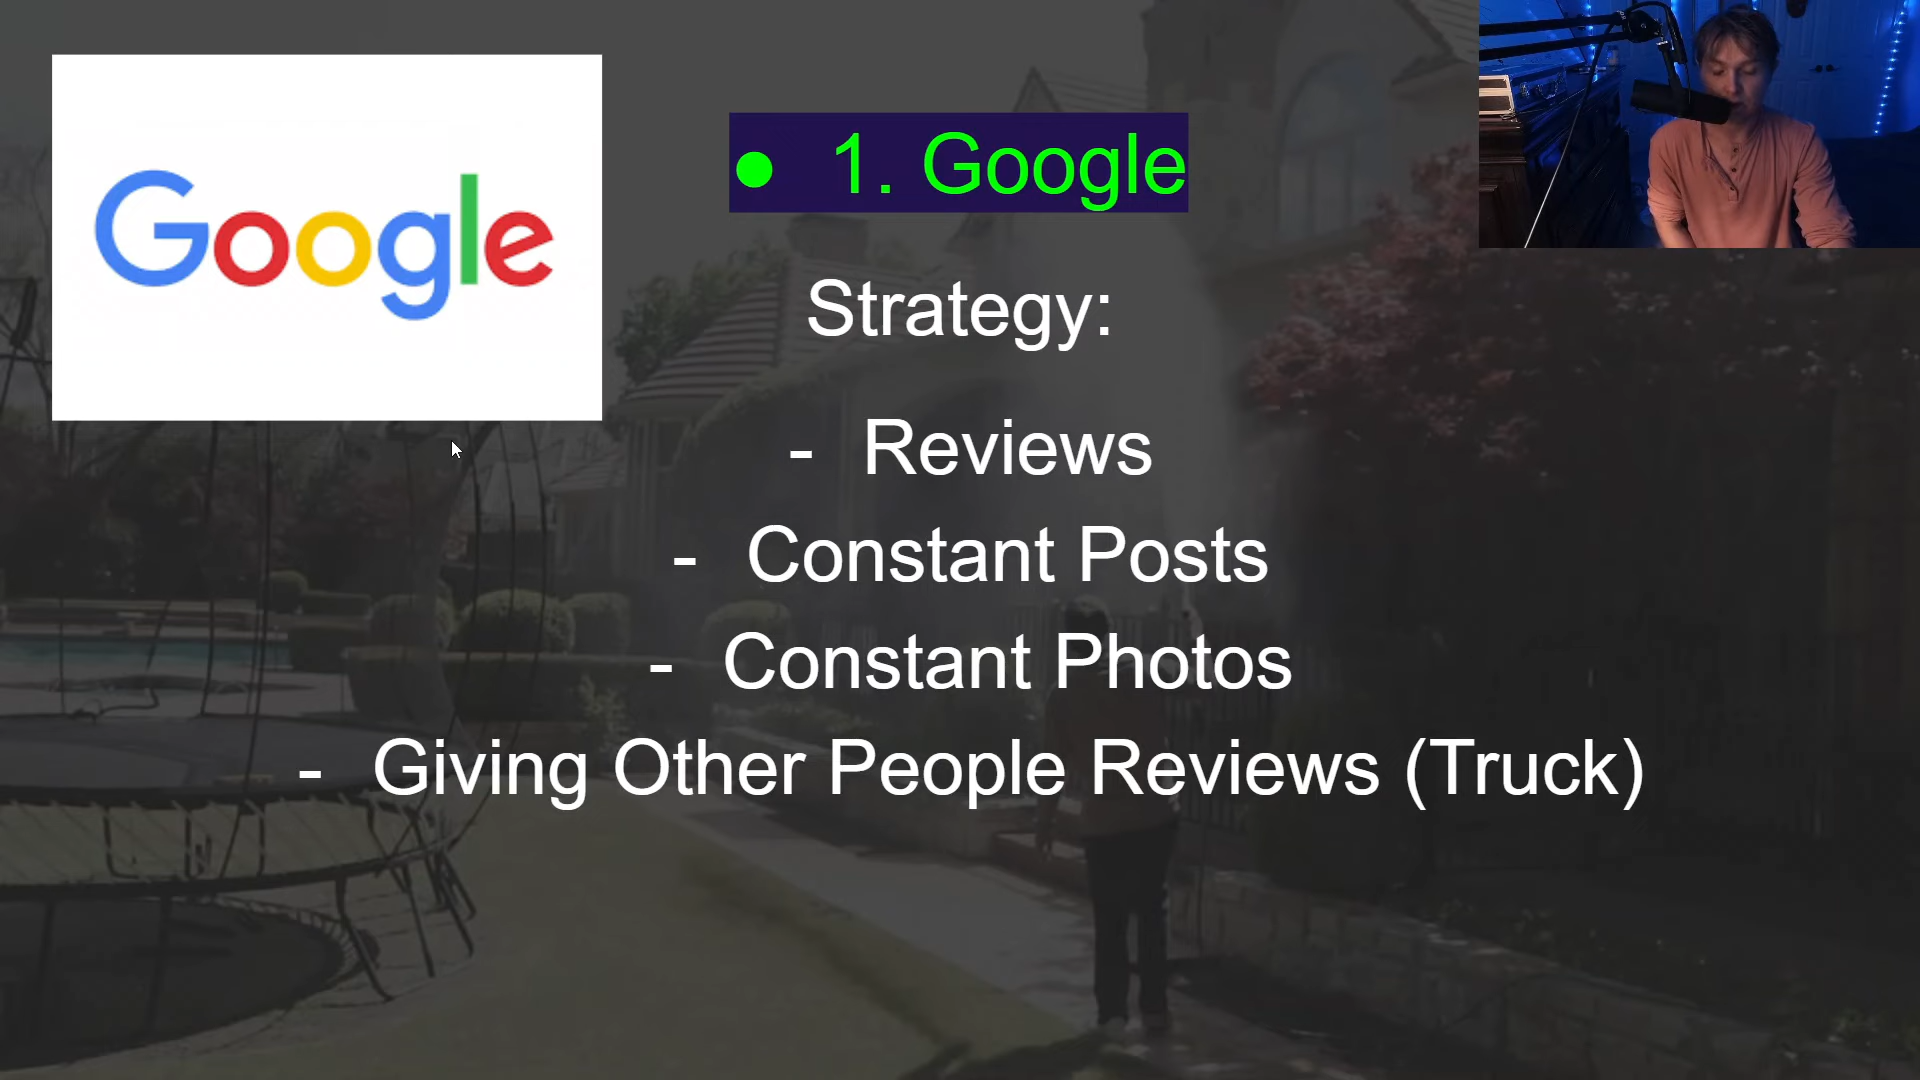 Google
● 1. Google
Strategy:
- Reviews
- Constant Posts
- Constant Photos
- Giving Other People Reviews (Truck)